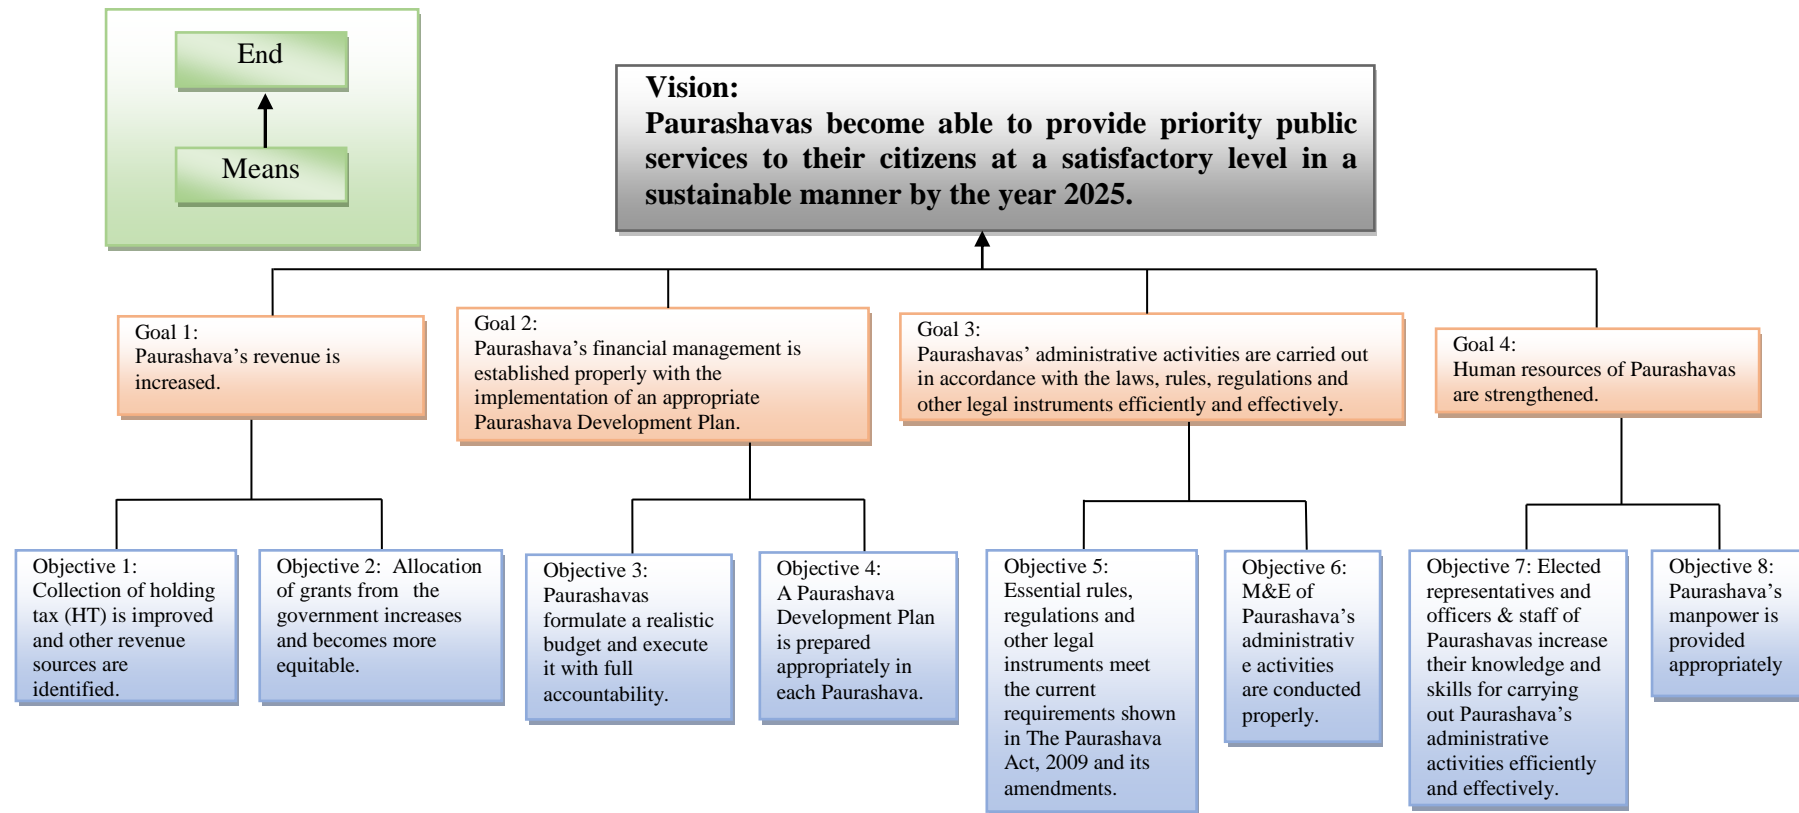 End
Means
Vision:
Paurashavas become able to provide priority public
services to their citizens at a satisfactory level in a
sustainable manner by the year 2025.
Goal 1:
Paurashava’s revenue is
increased.
Goal 2:
Paurashava’s financial management is
established properly with the
implementation of an appropriate
Paurashava Development Plan.
Goal 3:
Paurashavas’ administrative activities are carried out
in accordance with the laws, rules, regulations and
other legal instruments efficiently and effectively.
Goal 4:
Human resources of Paurashavas
are strengthened.
Objective 1:
Collection of holding
tax (HT) is improved
and other revenue
sources are
identified.
Objective 2: Allocation
of grants from the
government increases
and becomes more
equitable.
Objective 3:
Paurashavas
formulate a realistic
budget and execute
it with full
accountability.
Objective 4:
A Paurashava
Development Plan
is prepared
appropriately in
each Paurashava.
Objective 5:
Essential rules,
regulations and
other legal
instruments meet
the current
requirements shown
in The Paurashava
Act, 2009 and its
amendments.
Objective 6:
M&E of
Paurashava’s
administrativ
e activities
are conducted
properly.
Objective 7: Elected
representatives and
officers & staff of
Paurashavas increase
their knowledge and
skills for carrying
out Paurashava’s
administrative
activities efficiently
and effectively.
Objective 8:
Paurashava’s
manpower is
provided
appropriately